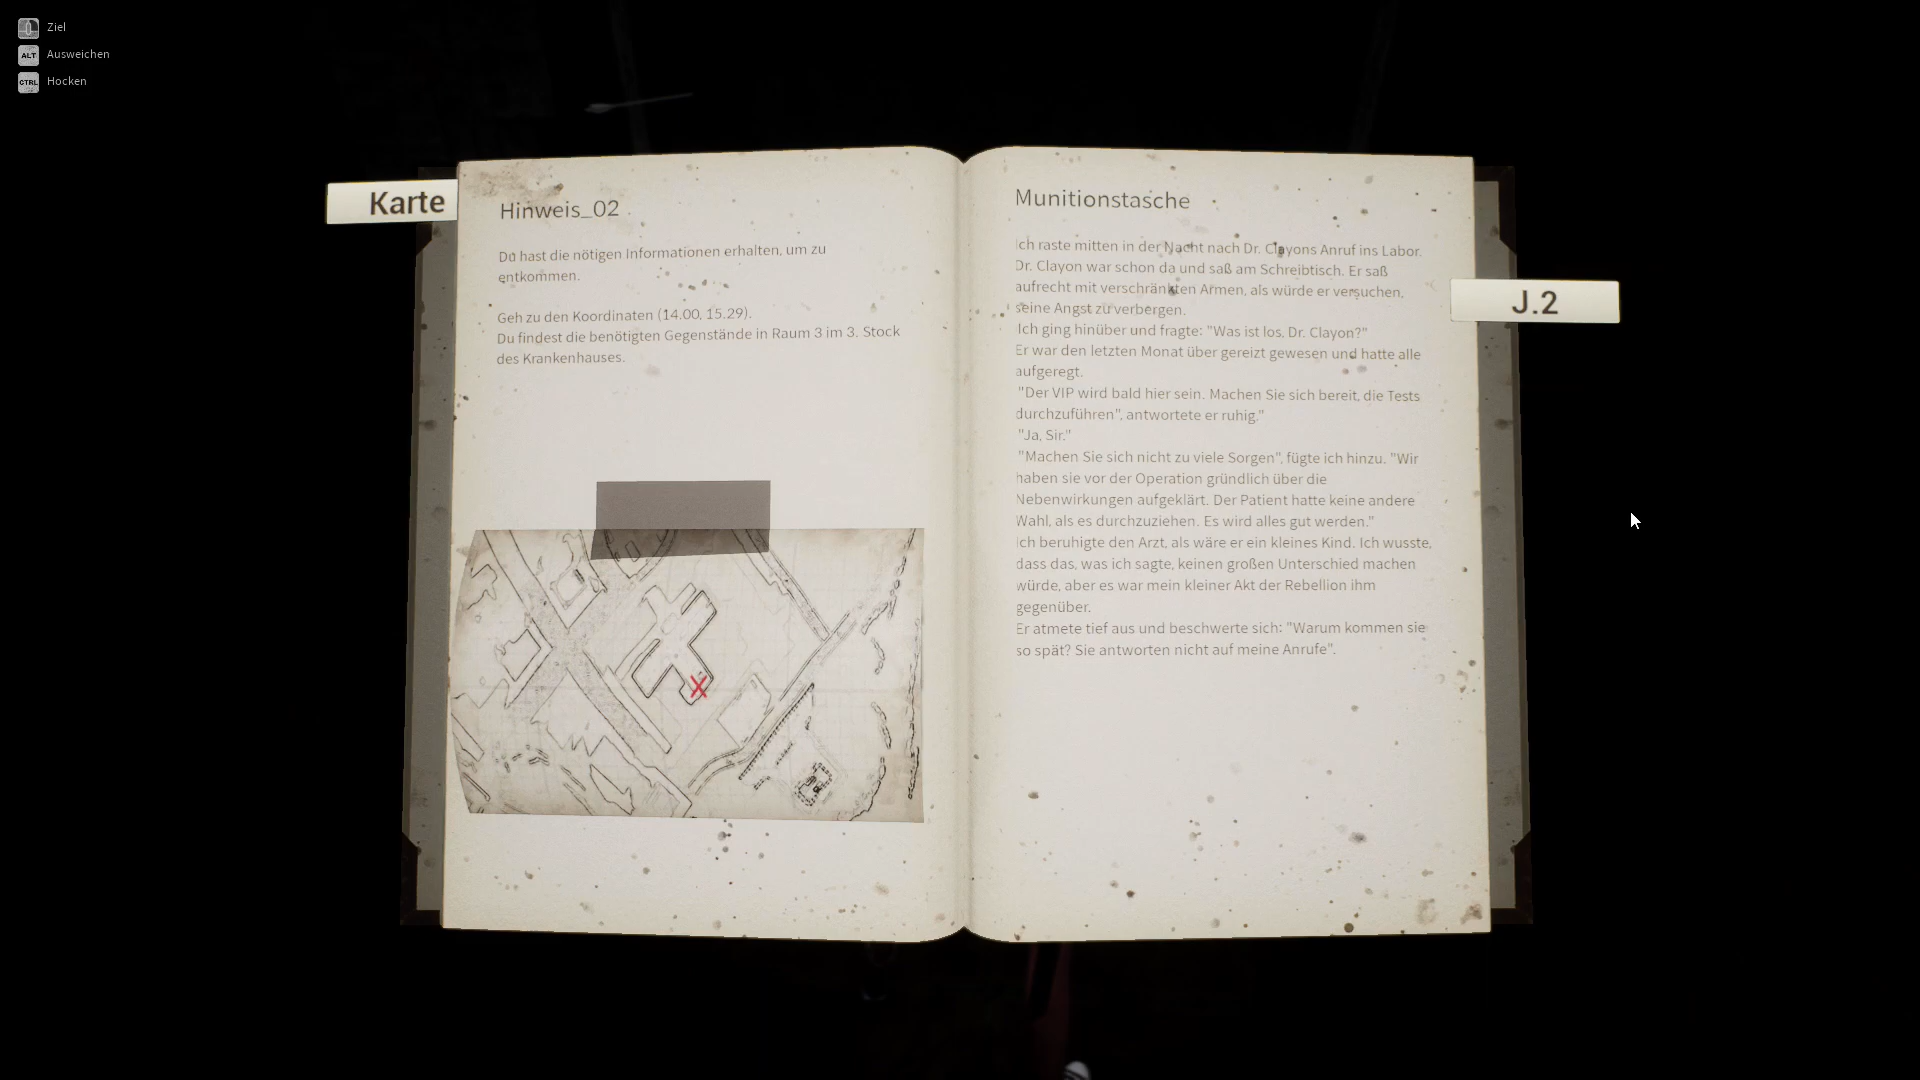 Ziel
ALT Ausweichen
CTRL Hocken
Karte
Hinweis_02
Du hast die nötigen Informationen erhalten, um zu
entkommen.
Geh zu den Koordinaten (14.00, 15.29).
Du findest die benötigten Gegenstände in Raum 3 im 3. Stock
des Krankenhauses.
X
Munitionstasche
Ich raste mitten in der Nacht nach Dr. Clayons Anruf ins Labor.
Dr. Clayon war schon da und saß am Schreibtisch. Er saß
aufrecht mit verschränkten Armen, als würde er versuchen,
seine Angst zu verbergen.
Ich ging hinüber und fragte: "Was ist los, Dr. Clayon?"
Er war den letzten Monat über gereizt gewesen und hatte alle
aufgeregt.
"Der VIP wird bald hier sein. Machen Sie sich bereit, die Tests
durchzuführen", antwortete er ruhig."
"Ja, Sir."
"Machen Sie sich nicht zu viele Sorgen", fügte ich hinzu. "Wir
haben sie vor der Operation gründlich über die
Nebenwirkungen aufgeklärt. Der Patient hatte keine andere
Wahl, als es durchzuziehen. Es wird alles gut werden."
Ich beruhigte den Arzt, als wäre er ein kleines Kind. Ich wusste,
dass das, was ich sagte, keinen großen Unterschied machen
würde, aber es war mein kleiner Akt der Rebellion ihm
gegenüber.
Er atmete tief aus und beschwerte sich: "Warum kommen sie
so spät? Sie antworten nicht auf meine Anrufe".
J.2